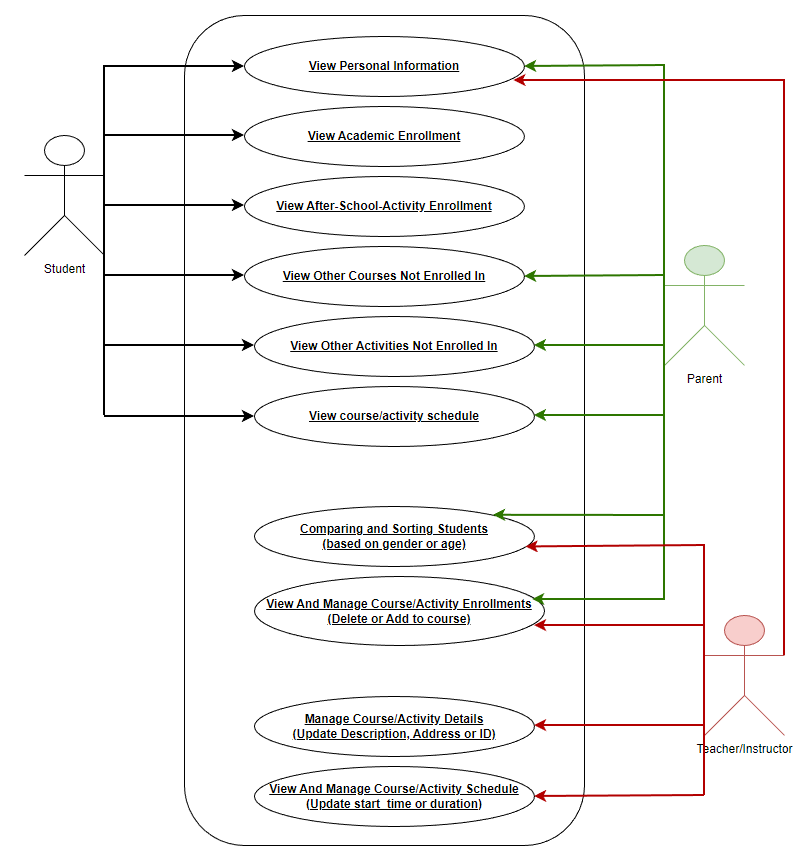 View Personal Information
View Academic Enrollment
View After-School-Activity Enrollment
Student
View Other Courses Not Enrolled In
View Other Activities Not Enrolled In
Parent
View course/activity schedule
Comparing and Sorting Students
(based on gender or age)
View And Manage Course/Activity Enrollments
(Delete or Add to course)
Manage Course/Activity Details
(Update Description, Address or ID)
Teacher/Instructor
View And Manage Course/Activity Schedule
(Update start time or duration)